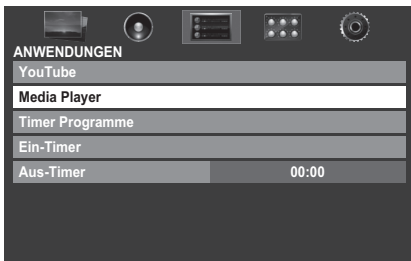 ANWENDUNGEN
YouTube
Media Player
Timer Programme
Ein-Timer
Aus-Timer 00:00